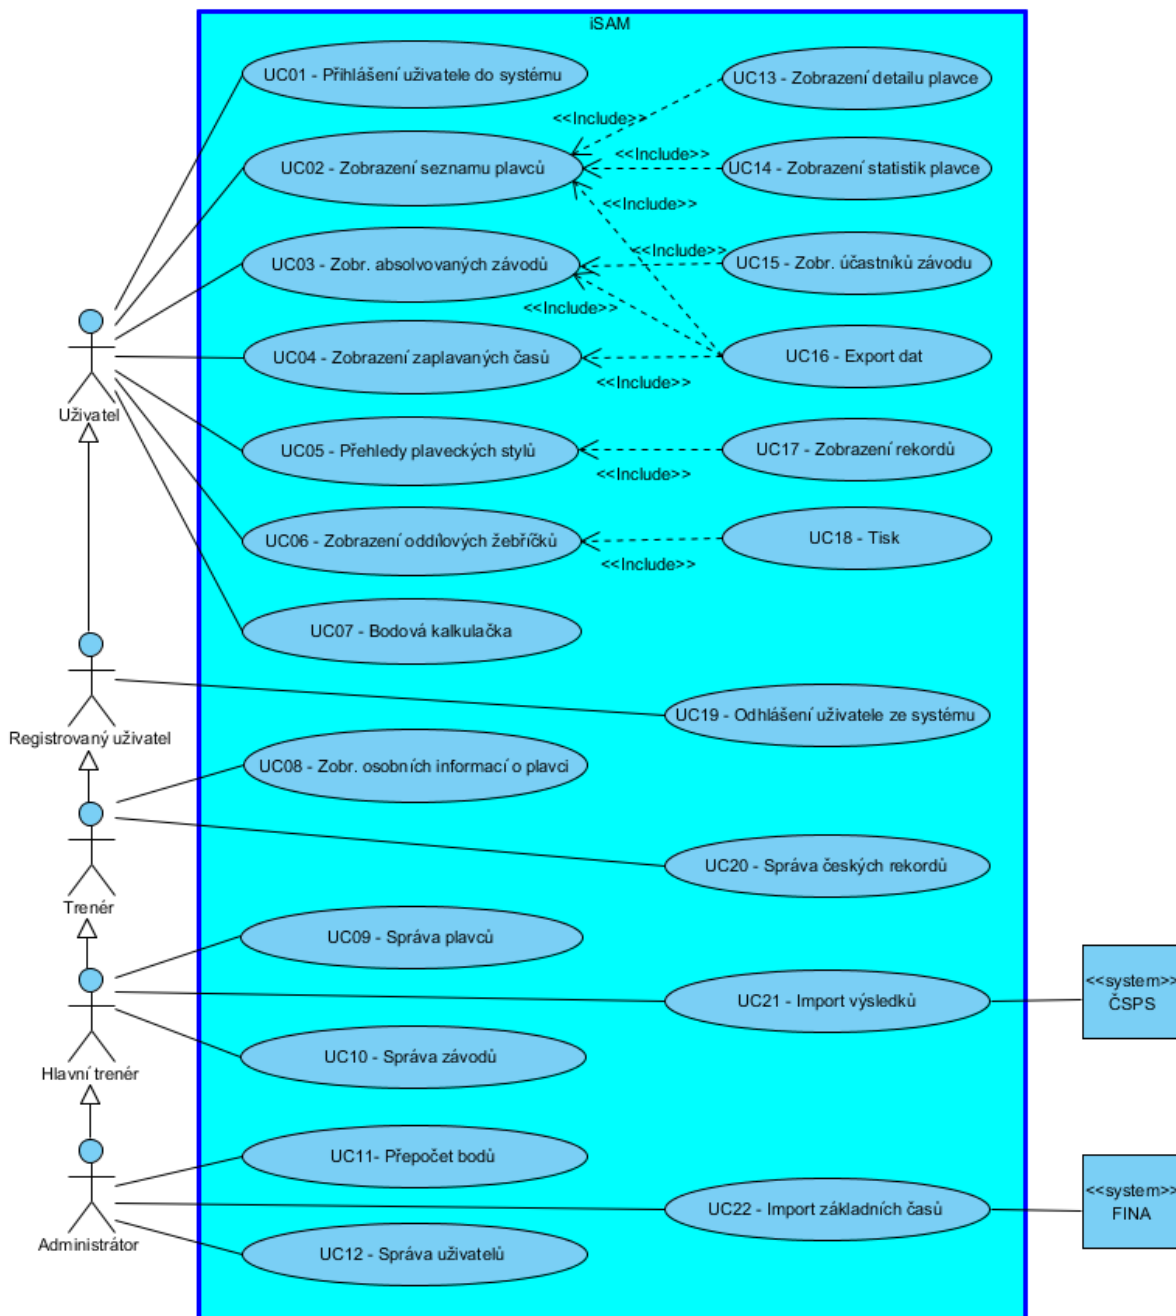 iSAM
UC01 - Přihlášení uživatele do systému
UC13 - Zobrazení detailu plavce
<<Include>>
UC02 - Zobrazení seznamu plavců
<<Include>>
UC14 - Zobrazení statistik plavce
<<Include>>
UC03 - Zobr. absolvovaných závodů
<<Include>>
UC15 - Zobr. účastníků závodu
<<Include>>
UC04 - Zobrazení zaplavaných časů
UC16 - Export dat
<<Include>>
Uživatel
UC05 - Přehledy plaveckých stylů
UC17 - Zobrazení rekordů
<<Include>>
UC06 - Zobrazení oddílových žebříčků
UC18 - Tisk
<<Include>>
UC07 - Bodová kalkulačka
UC19 - Odhlášení uživatele ze systému
Registrovaný uživatel
UC08 - Zobr. osobních informací o plavci
UC20 - Správa českých rekordů
Trenér
UC09 - Správa plavců
<<system>>
ČSPS
UC21 - Import výsledků
UC10 - Správa závodů
Hlavní trenér
UC11- Přepočet bodů
<<system>>
FINA
UC22 - Import základních časů
Administrátor
UC12 - Správa uživatelů